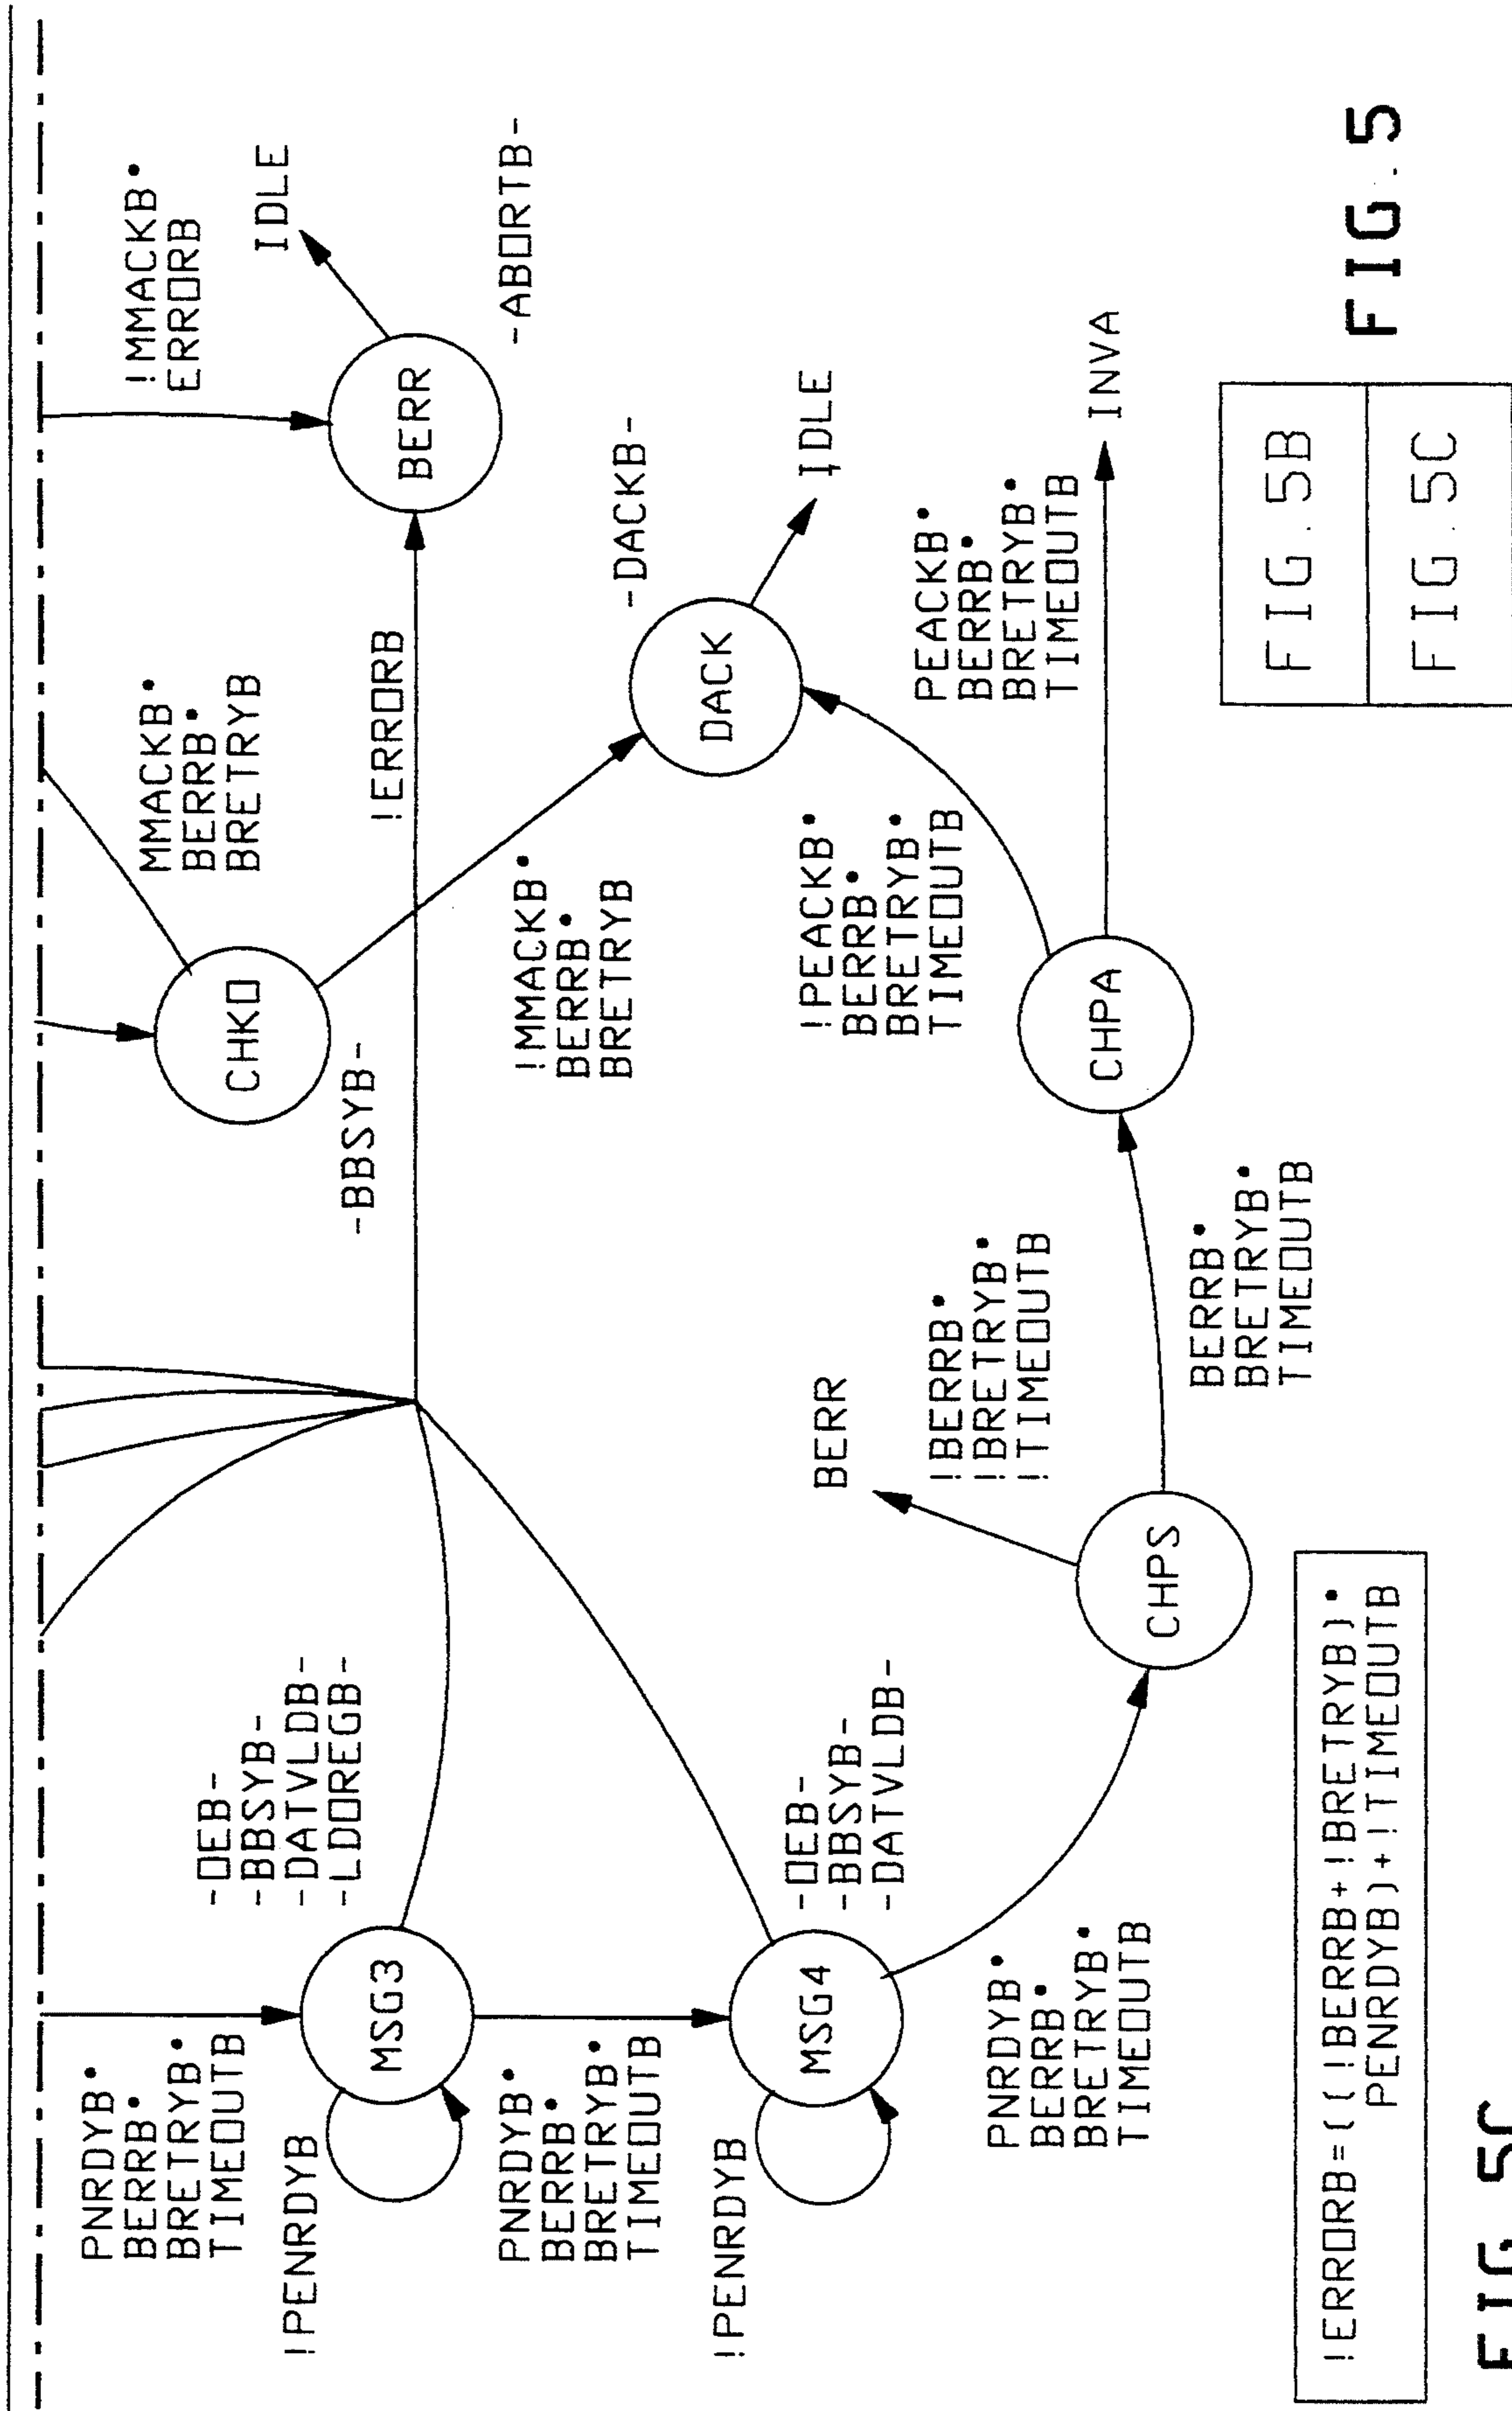 PNRDYB•
BERRB•
BRETRYB•
TIMEOUTB
!PENRDYB
MSG3
-OEB-
-BBSYB-
-DATVLDB-
-LDOREGB-
PNRDYB•
BERRB•
BRETRYB•
TIMEOUTB
!PENRDYB
MSG4
-OEB-
-BBSYB-
-DATVLDB-
PNRDYB•
BERRB•
BRETRYB•
TIMEOUTB
CHKO
-BBSYB-
MMACKB•
BERRB•
BRETRYB
!MMACKB•
ERRORB
IDLE
BERR
-ABORTB-
!ERRORB
!MMACKB•
BERRB•
BRETRYB
DACK
-DACKB-
IDLE
BERR
!BERRB•
!BRETRYB•
!TIMEOUTB
CHPS
BERRB•
BRETRYB•
TIMEOUTB
CHPA
!PEACKB•
BERRB•
BRETRYB•
TIMEOUTB
PEACKB•
BERRB•
BRETRYB•
TIMEOUTB
INVA
!ERRORB=((!BERRB+!BRETRYB)•
PENRDYB)+!TIMEOUTB
FIG.5B
FIG.5C
FIG.5
FIG 5C